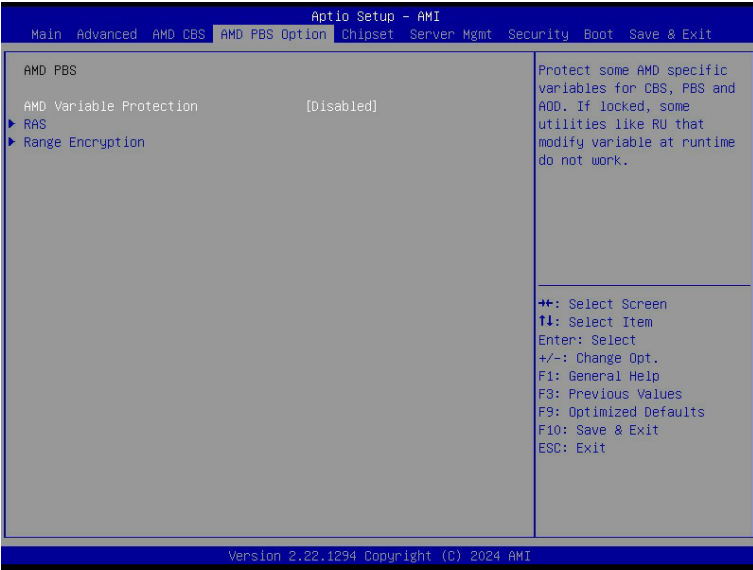 Aptio Setup – AMI
Main Advanced AMD CBS AMD PBS Option Chipset Server Mgmt Security Boot Save & Exit
AMD PBS
AMD Variable Protection [Disabled]
▶ RAS
▶ Range Encryption
Protect some AMD specific
variables for CBS, PBS and
AOD. If locked, some
utilities like RU that
modify variable at runtime
do not work.
→←: Select Screen
↑↓: Select Item
Enter: Select
+/-: Change Opt.
F1: General Help
F3: Previous Values
F9: Optimized Defaults
F10: Save & Exit
ESC: Exit
Version 2.22.1294 Copyright (C) 2024 AMI